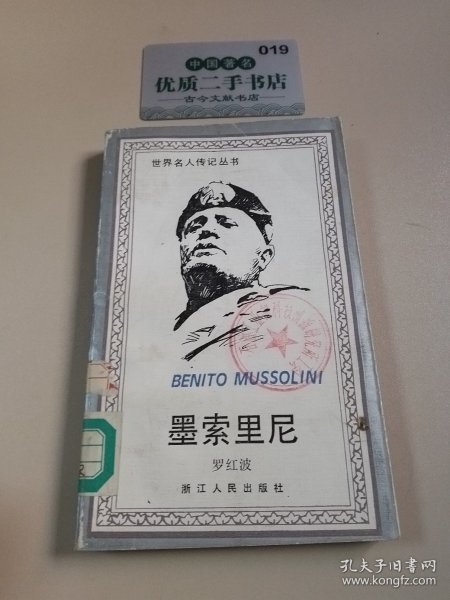 019
中国著名
优质二手书店
——古今文献书店——
世界名人传记丛书
BENITO MUSSOLINI
墨索里尼
罗红波
浙江人民出版社
孔夫子旧书网
www.kongfz.com